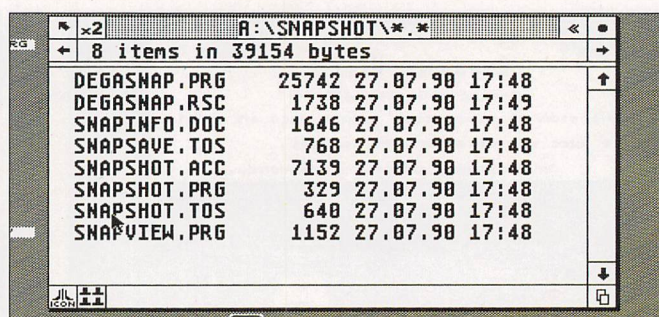 ×2 A:\SNAPSHOT\*.*
8 items in 39154 bytes
RG
DEGASNAP.PRG 25742 27.07.90 17:48
DEGASNAP.RSC 1738 27.07.90 17:49
SNAPINFO.DOC 1646 27.07.90 17:48
SNAPSAVE.TOS 768 27.07.90 17:48
SNAPSHOT.ACC 7139 27.07.90 17:48
SNAPSHOT.PRG 329 27.07.90 17:48
SNAPSHOT.TOS 640 27.07.90 17:48
SNAPVIEW.PRG 1152 27.07.90 17:48
ICON